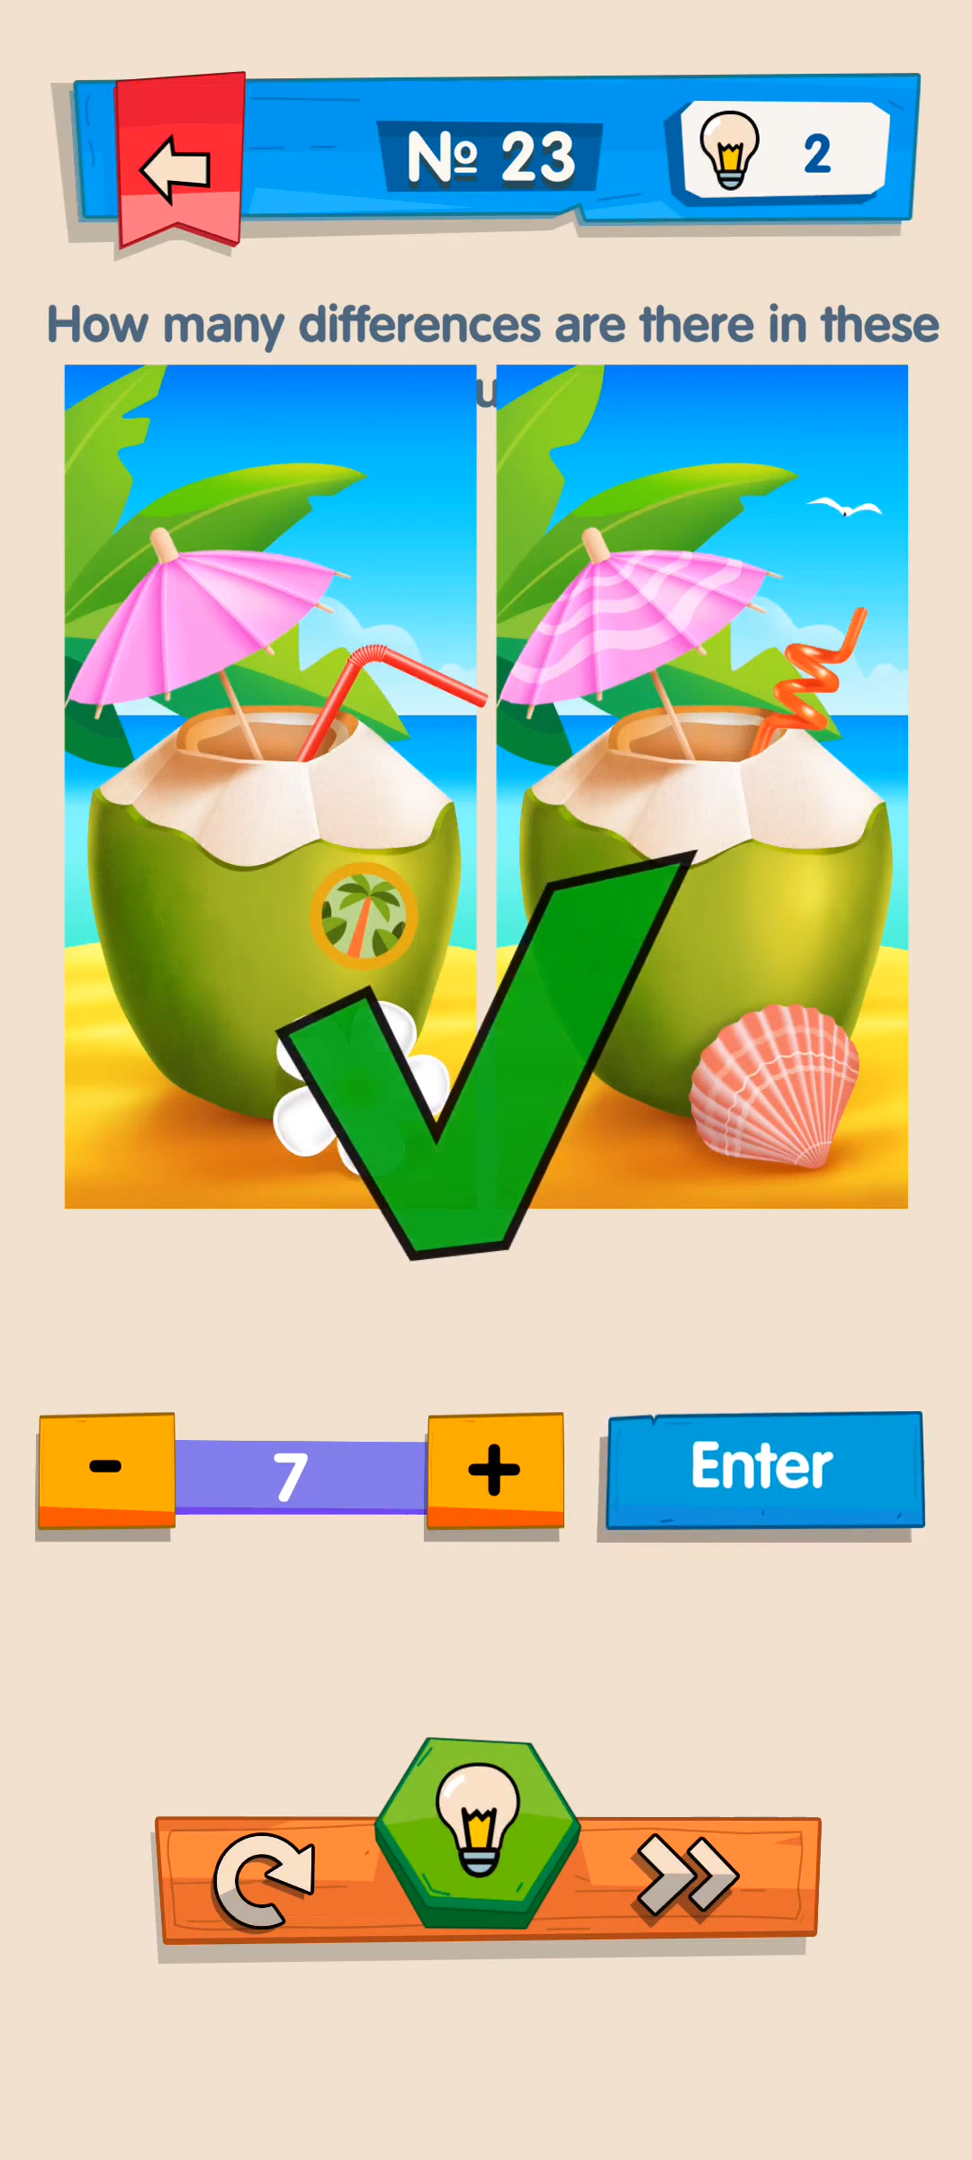 № 23
2
How many differences are there in these
- 7 + Enter